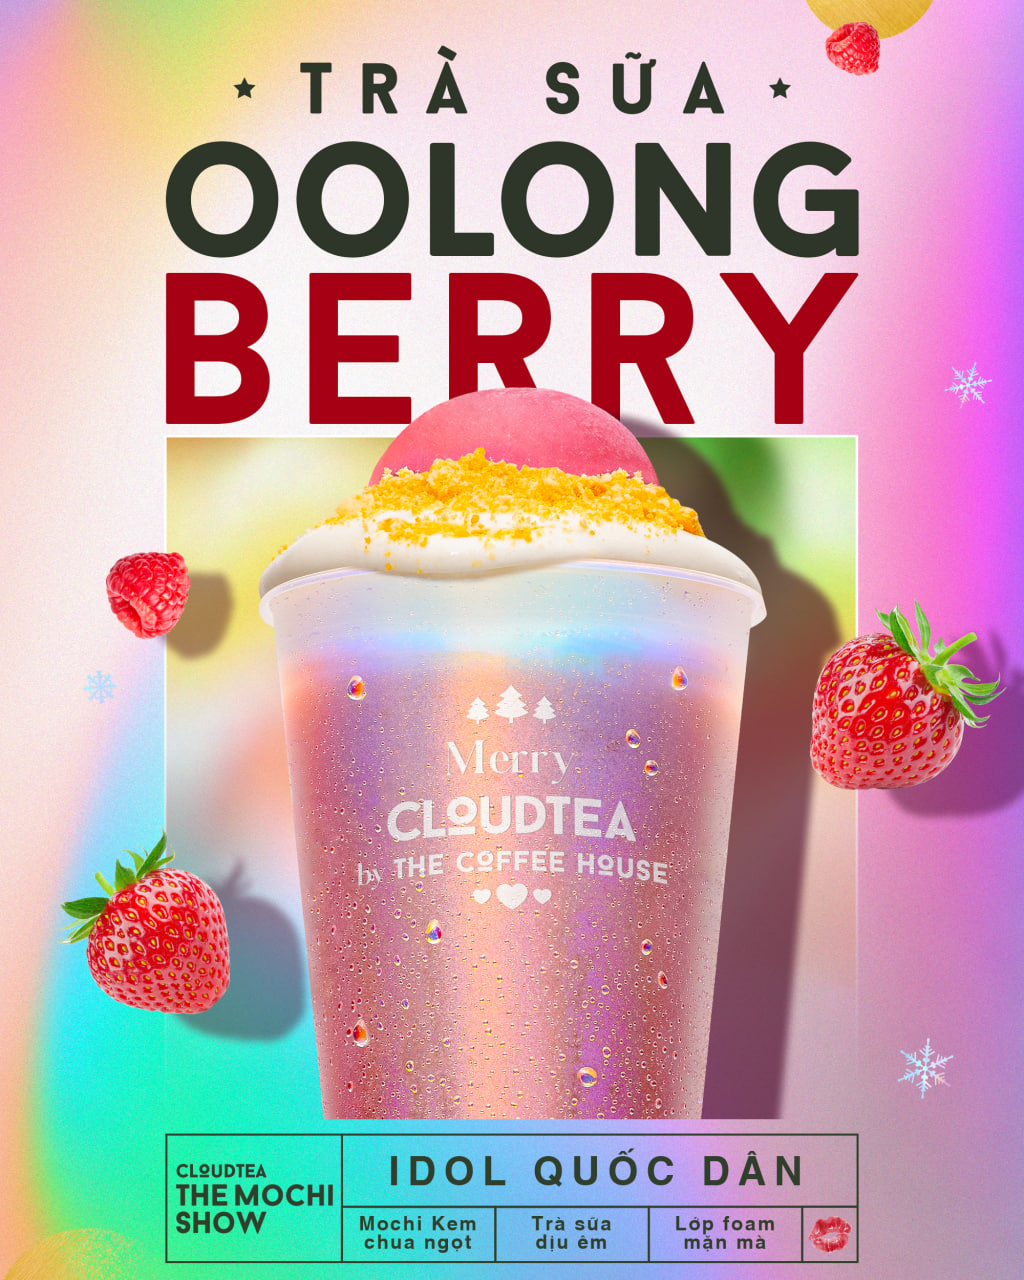 TRÀ SỮA
OOLONG
BERRY
Merry
CLOUDTEA
by THE COFFEE HOUSE
CLOUDTEA
THE MOCHI
SHOW
IDOL QUỐC DÂN
Mochi Kem
chua ngọt
Trà sữa
dịu êm
Lớp foam
mặn mà